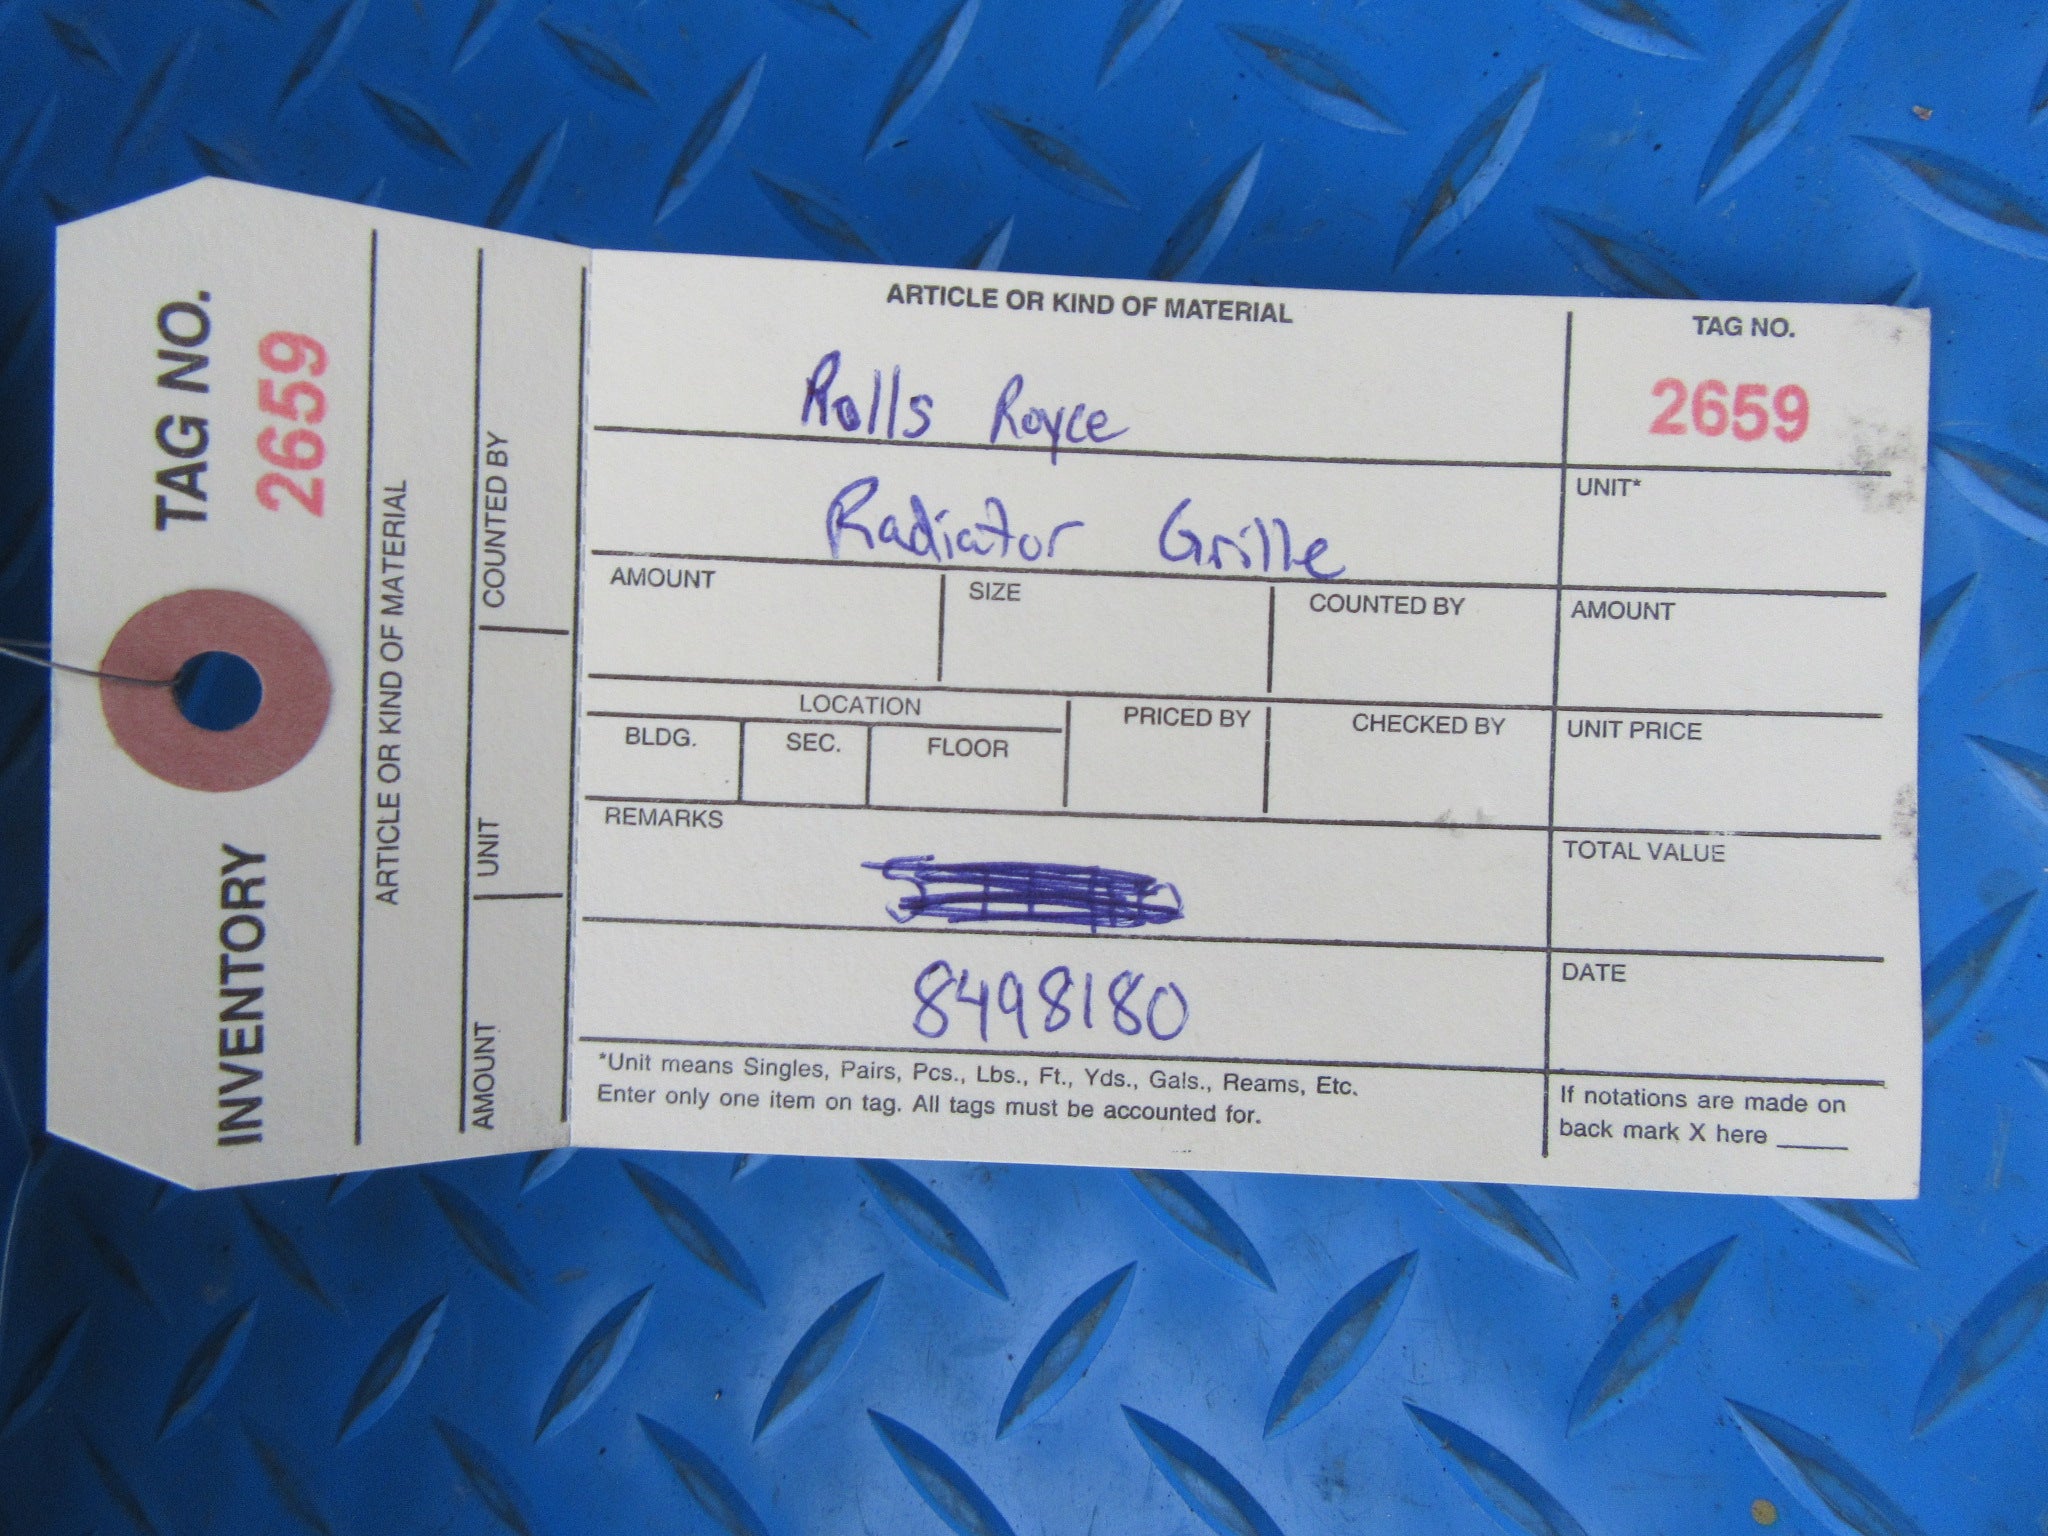 TAG NO.
2659
INVENTORY
ARTICLE OR KIND OF MATERIAL
COUNTED BY
UNIT
AMOUNT
ARTICLE OR KIND OF MATERIAL
TAG NO.
Rolls Royce
2659
Radiator Grille
UNIT*
AMOUNT
SIZE
COUNTED BY
AMOUNT
LOCATION
PRICED BY
CHECKED BY
UNIT PRICE
BLDG.
SEC.
FLOOR
REMARKS
TOTAL VALUE
8498180
DATE
*Unit means Singles, Pairs, Pcs., Lbs., Ft., Yds., Gals., Reams, Etc.
Enter only one item on tag. All tags must be accounted for.
If notations are made on
back mark X here